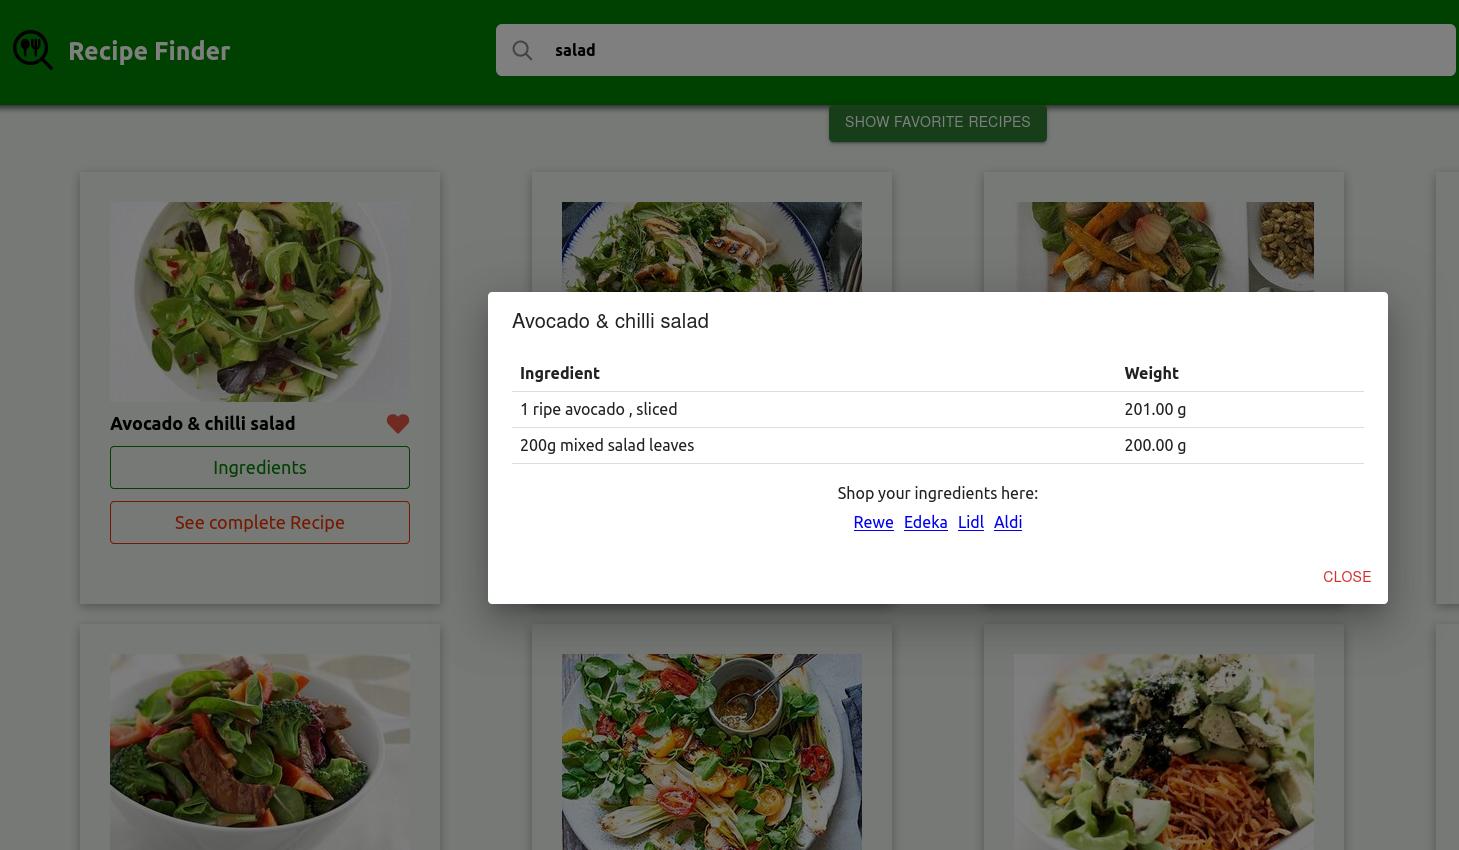 Recipe Finder
salad
SHOW FAVORITE RECIPES
Avocado & chilli salad
Ingredients
See complete Recipe
Avocado & chilli salad
Ingredient Weight
1 ripe avocado , sliced 201.00 g
200g mixed salad leaves 200.00 g
Shop your ingredients here:
Rewe Edeka Lidl Aldi
CLOSE